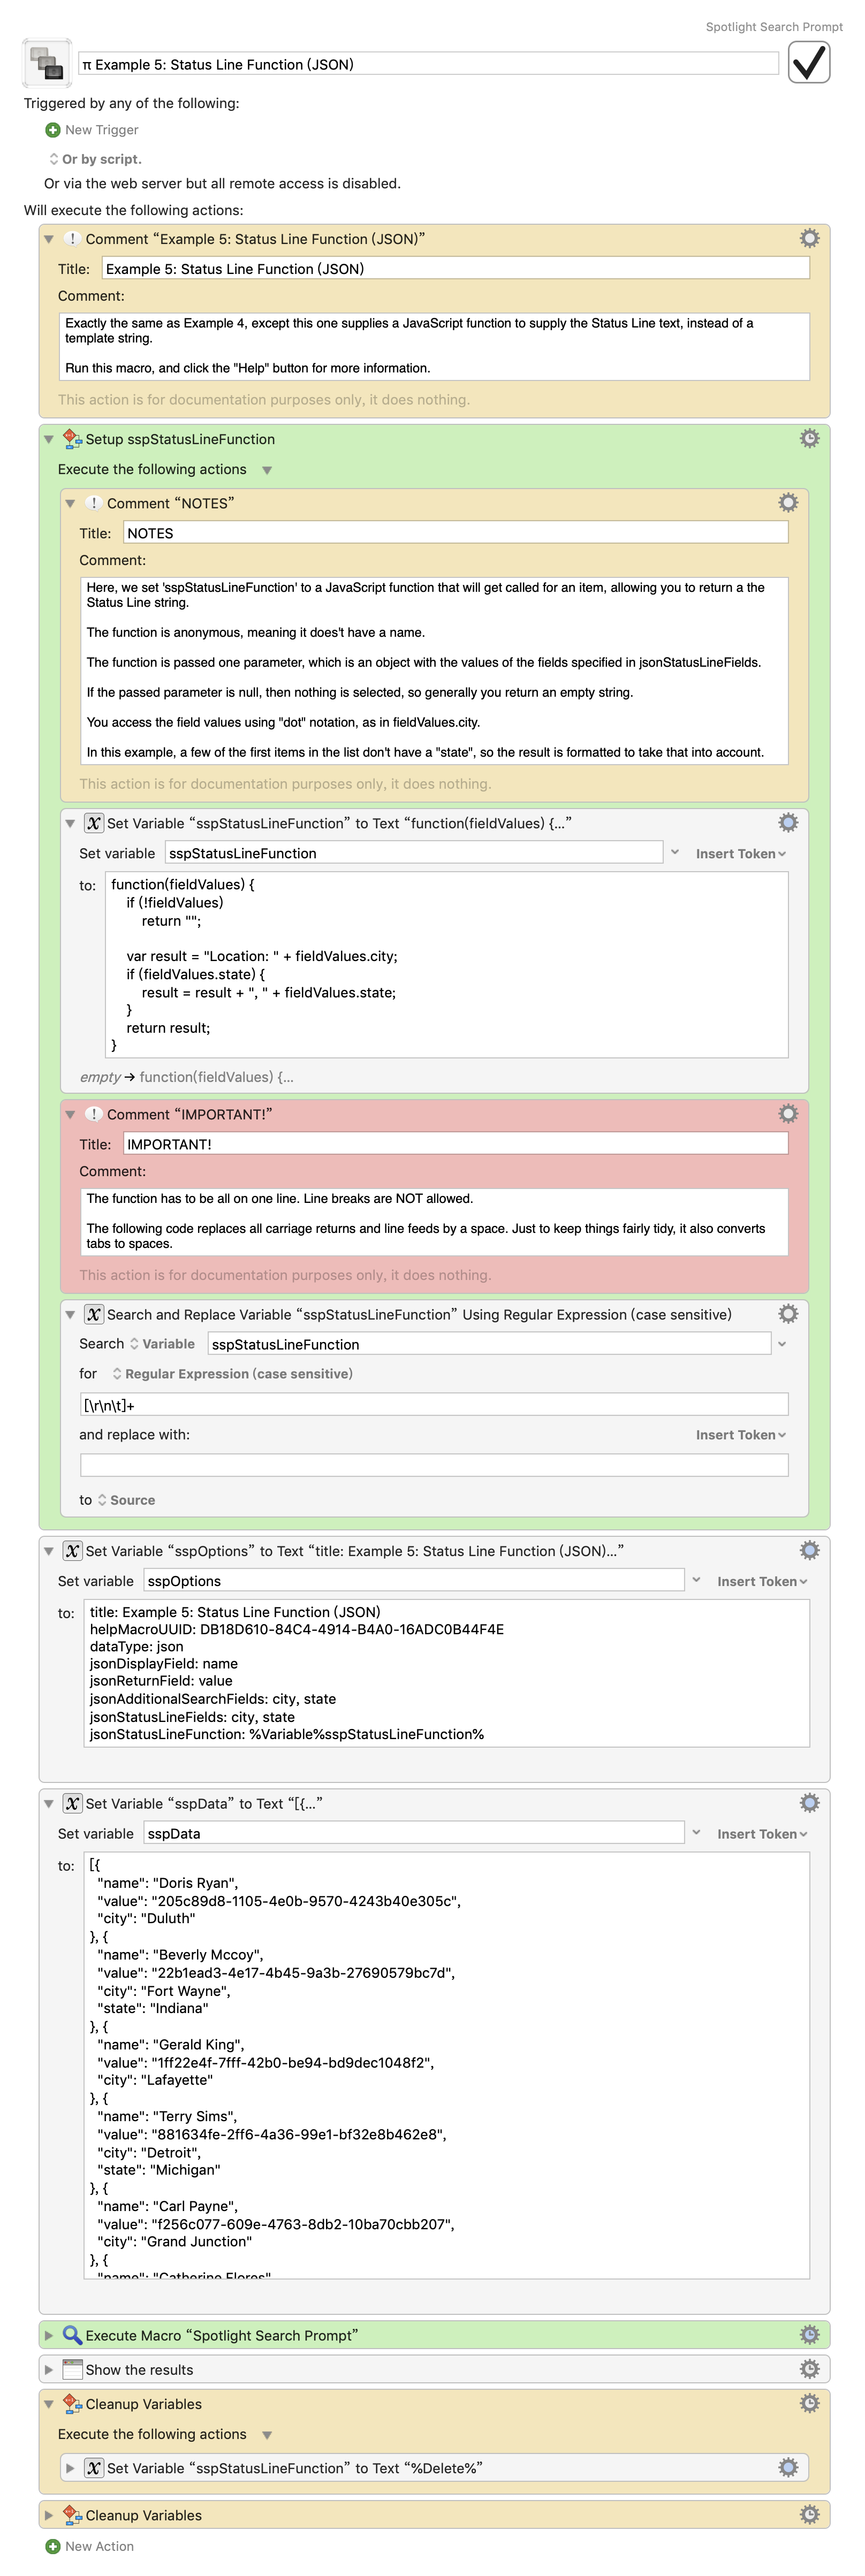 Spotlight Search Prompt
π Example 5: Status Line Function (JSON)
Triggered by any of the following:
New Trigger
Or by script.
Or via the web server but all remote access is disabled.
Will execute the following actions:
Comment “Example 5: Status Line Function (JSON)”
Title: Example 5: Status Line Function (JSON)
Comment:
Exactly the same as Example 4, except this one supplies a JavaScript function to supply the Status Line text, instead of a
template string.
Run this macro, and click the "Help" button for more information.
This action is for documentation purposes only, it does nothing.
Setup sspStatusLineFunction
Execute the following actions
Comment “NOTES”
Title: NOTES
Comment:
Here, we set 'sspStatusLineFunction' to a JavaScript function that will get called for an item, allowing you to return a the
Status Line string.
The function is anonymous, meaning it does't have a name.
The function is passed one parameter, which is an object with the values of the fields specified in jsonStatusLineFields.
If the passed parameter is null, then nothing is selected, so generally you return an empty string.
You access the field values using "dot" notation, as in fieldValues.city.
In this example, a few of the first items in the list don't have a "state", so the result is formatted to take that into account.
This action is for documentation purposes only, it does nothing.
Set Variable “sspStatusLineFunction” to Text “function(fieldValues) {…”
Set variable sspStatusLineFunction Insert Token
to: function(fieldValues) {
if (!fieldValues)
return "";
var result = "Location: " + fieldValues.city;
if (fieldValues.state) {
result = result + ", " + fieldValues.state;
}
return result;
}
empty → function(fieldValues) {…
Comment “IMPORTANT!”
Title: IMPORTANT!
Comment:
The function has to be all on one line. Line breaks are NOT allowed.
The following code replaces all carriage returns and line feeds by a space. Just to keep things fairly tidy, it also converts
tabs to spaces.
This action is for documentation purposes only, it does nothing.
Search and Replace Variable “sspStatusLineFunction” Using Regular Expression (case sensitive)
Search Variable sspStatusLineFunction
for Regular Expression (case sensitive)
[\r\n\t]+
and replace with: Insert Token
to Source
Set Variable “sspOptions” to Text “title: Example 5: Status Line Function (JSON)…”
Set variable sspOptions Insert Token
to: title: Example 5: Status Line Function (JSON)
helpMacroUUID: DB18D610-84C4-4914-B4A0-16ADC0B44F4E
dataType: json
jsonDisplayField: name
jsonReturnField: value
jsonAdditionalSearchFields: city, state
jsonStatusLineFields: city, state
jsonStatusLineFunction: %Variable%sspStatusLineFunction%
Set Variable “sspData” to Text “[{…”
Set variable sspData Insert Token
to: [{
"name": "Doris Ryan",
"value": "205c89d8-1105-4e0b-9570-4243b40e305c",
"city": "Duluth"
}, {
"name": "Beverly Mccoy",
"value": "22b1ead3-4e17-4b45-9a3b-27690579bc7d",
"city": "Fort Wayne",
"state": "Indiana"
}, {
"name": "Gerald King",
"value": "1ff22e4f-7fff-42b0-be94-bd9dec1048f2",
"city": "Lafayette"
}, {
"name": "Terry Sims",
"value": "881634fe-2ff6-4a36-99e1-bf32e8b462e8",
"city": "Detroit",
"state": "Michigan"
}, {
"name": "Carl Payne",
"value": "f256c077-609e-4763-8db2-10ba70cbb207",
"city": "Grand Junction"
}, {
"name": "Catherine Flores"
Execute Macro “Spotlight Search Prompt”
Show the results
Cleanup Variables
Execute the following actions
Set Variable “sspStatusLineFunction” to Text “%Delete%”
Cleanup Variables
New Action